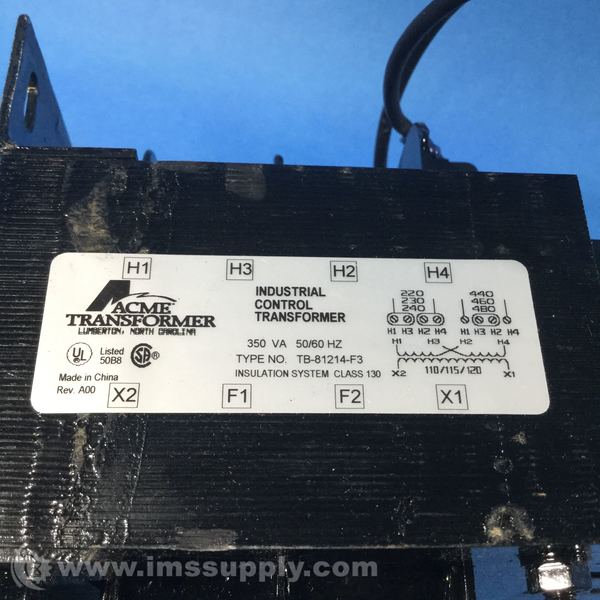 H1 H3 H2 H4
ACME
TRANSFORMER
LUMBERTON, NORTH CAROLINA
INDUSTRIAL
CONTROL
TRANSFORMER
220 440
230 460
240 480
H1 H3 H2 H4 H1 H3 H2 H4
H1 H3 H2 H4
X2 110/115/120 X1
350 VA 50/60 HZ
TYPE NO. TB-81214-F3
INSULATION SYSTEM CLASS 130
UL Listed
50B8
SA
Made in China
Rev. A00
X2 F1 F2 X1
www.imssupply.com